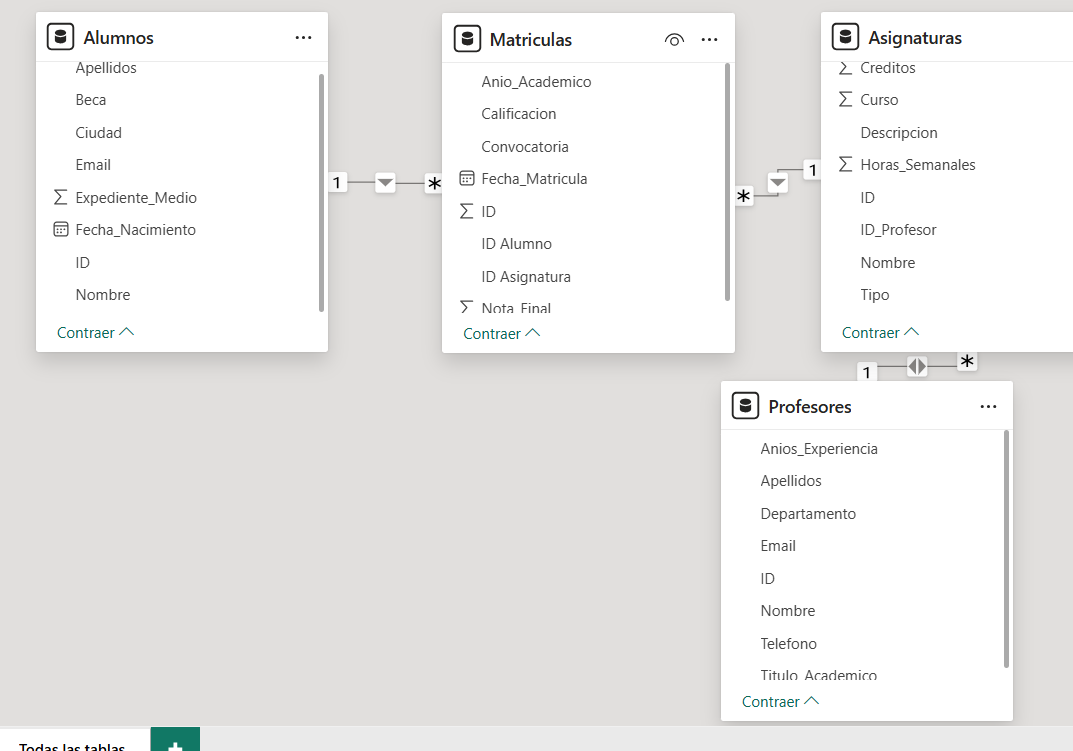 Alumnos
Apellidos
Beca
Ciudad
Email
Expediente_Medio
Fecha_Nacimiento
ID
Nombre
Contraer
1
*
Matriculas
Anio_Academico
Calificacion
Convocatoria
Fecha_Matricula
ID
ID Alumno
ID Asignatura
Nota_Final
Contraer
*
1
Asignaturas
Creditos
Curso
Descripcion
Horas_Semanales
ID
ID_Profesor
Nombre
Tipo
Contraer
1
*
Profesores
Anios_Experiencia
Apellidos
Departamento
Email
ID
Nombre
Telefono
Titulo_Academico
Contraer
Todas las tablas